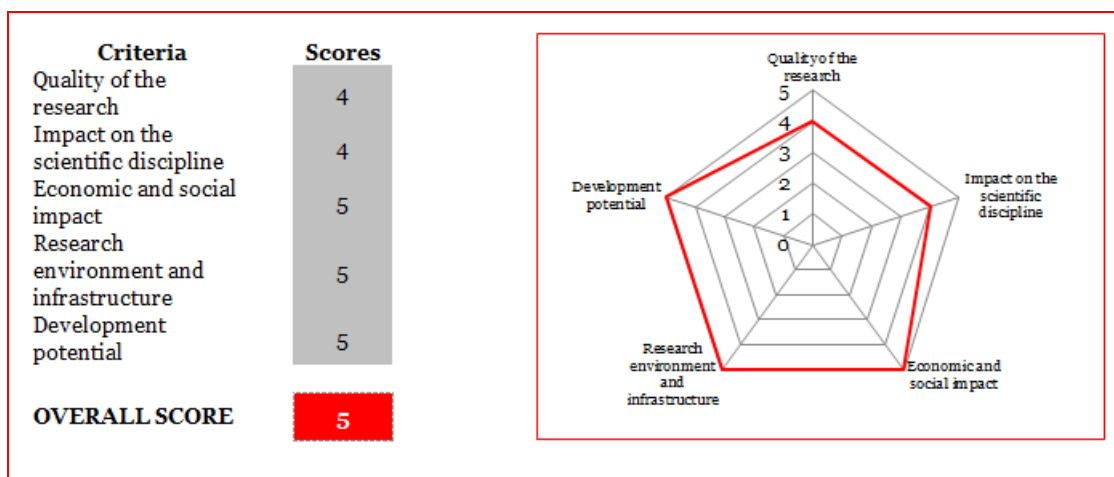 Criteria Scores
Quality of the
research 4
Impact on the
scientific discipline 4
Economic and social
impact 5
Research
environment and
infrastructure 5
Development
potential 5
OVERALL SCORE 5
Quality of the
research
5
4
3
2
1
0
Impact on the
scientific
discipline
Economic and
social impact
Research
environment
and
infrastructure
Development
potential